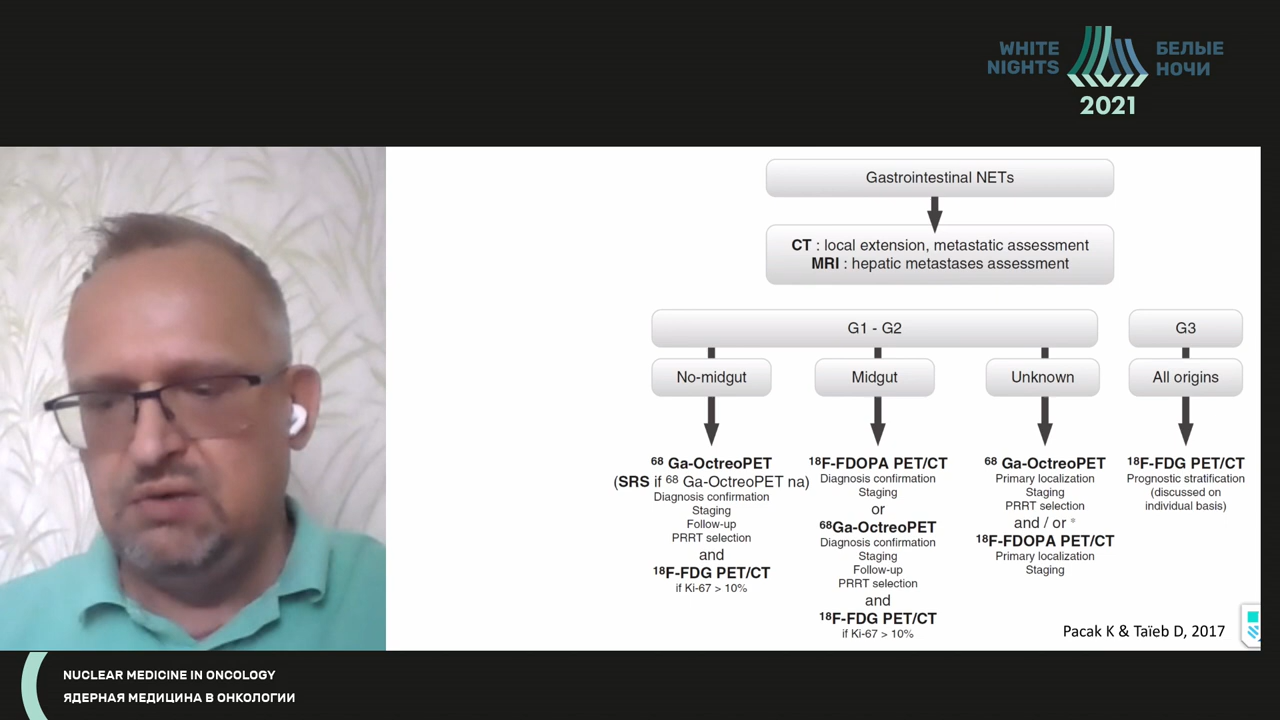 WHITE NIGHTS
БЕЛЫЕ НОЧИ
2021
Gastrointestinal NETs
CT : local extension, metastatic assessment
MRI : hepatic metastases assessment
G1 - G2
G3
No-midgut
Midgut
Unknown
All origins
⁶⁸ Ga-OctreoPET
(SRS if ⁶⁸ Ga-OctreoPET na)
Diagnosis confirmation
Staging
Follow-up
PRRT selection
and
¹⁸F-FDG PET/CT
if Ki-67 > 10%
¹⁸F-FDOPA PET/CT
Diagnosis confirmation
Staging
or
⁶⁸Ga-OctreoPET
Diagnosis confirmation
Staging
Follow-up
PRRT selection
and
¹⁸F-FDG PET/CT
if Ki-67 > 10%
⁶⁸ Ga-OctreoPET
Primary localization
Staging
PRRT selection
and / or *
¹⁸F-FDOPA PET/CT
Primary localization
Staging
¹⁸F-FDG PET/CT
Prognostic stratification
(discussed on
individual basis)
Pacak K & Taïeb D, 2017
NUCLEAR MEDICINE IN ONCOLOGY
ЯДЕРНАЯ МЕДИЦИНА В ОНКОЛОГИИ